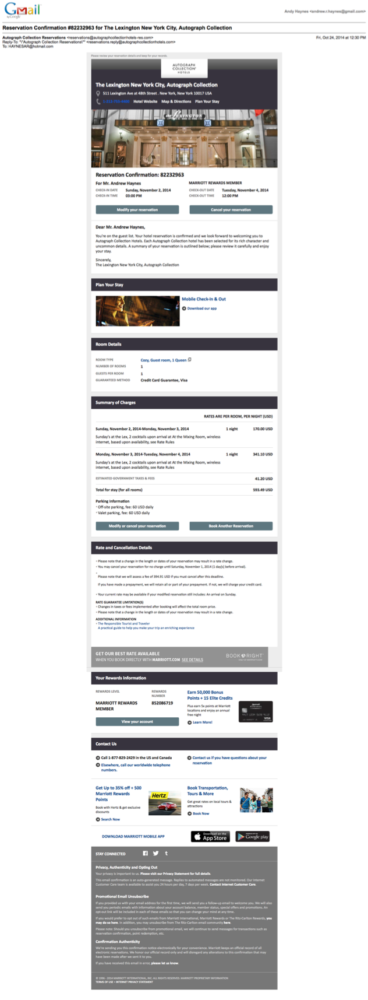 Gmail
by Google
Andy Haynes <andrew.r.haynes@gmail.com>
Reservation Confirmation #82232963 for The Lexington New York City, Autograph Collection
Autograph Collection Reservations <reservations@autographcollectionhotels-res.com>
Fri, Oct 24, 2014 at 12:30 PM
Reply-To: "\"Autograph Collection Reservations\"" <reservations.reply@autographcollectionhotels.com>
To: HAYNESAR@hotmail.com
Please review your reservation details and keep for your records.
AUTOGRAPH
COLLECTION
HOTELS
The Lexington New York City, Autograph Collection
511 Lexington Ave at 48th Street . New York, New York 10017 USA
1-212-755-4400 Hotel Website Map & Directions Plan Your Stay
the LEXINGTON
Reservation Confirmation: 82232963
For Mr. Andrew Haynes
MARRIOTT REWARDS MEMBER
CHECK-IN DATE Sunday, November 2, 2014
CHECK-OUT DATE Tuesday, November 4, 2014
CHECK-IN TIME 03:00 PM
CHECK-OUT TIME 12:00 PM
Modify your reservation
Cancel your reservation
Dear Mr. Andrew Haynes,
You're on the guest list. Your hotel reservation is confirmed and we look forward to welcoming you to
Autograph Collection Hotels. Each Autograph Collection hotel has been selected for its rich character and
uncommon details. A summary of your reservation is outlined below; please review it carefully and enjoy
your stay.
Sincerely,
The Lexington New York City, Autograph Collection
Plan Your Stay
Mobile Check-In & Out
Download our app
Room Details
ROOM TYPE Cozy, Guest room, 1 Queen
NUMBER OF ROOMS 1
GUESTS PER ROOM 1
GUARANTEED METHOD Credit Card Guarantee, Visa
Summary of Charges
RATES ARE PER ROOM, PER NIGHT (USD)
Sunday, November 2, 2014-Monday, November 3, 2014 1 night 170.00 USD
Sunday's at the Lex, 2 cocktails upon arrival at At the Mixing Room, wireless
internet, based upon availability, see Rate Rules
Monday, November 3, 2014-Tuesday, November 4, 2014 1 night 341.10 USD
Sunday's at the Lex, 2 cocktails upon arrival at At the Mixing Room, wireless
internet, based upon availability, see Rate Rules
ESTIMATED GOVERNMENT TAXES & FEES 41.20 USD
Total for stay (for all rooms) 593.49 USD
Parking Information
• Off-site parking, fee: 60 USD daily
• Valet parking, fee: 60 USD daily
Modify or cancel your reservation
Book Another Reservation
Rate and Cancellation Details
• Please note that a change in the length or dates of your reservation may result in a rate change.
• You may cancel your reservation for no charge until Saturday, November 1, 2014 (1 day[s] before arrival).
•
Please note that we will assess a fee of 394.91 USD if you must cancel after this deadline.
If you have made a prepayment, we will retain all or part of your prepayment. If not, we will charge your credit card.
• Your current rate may be available if your modified reservation still includes: An arrival on Sunday.
RATE GUARANTEE LIMITATION(S)
• Changes in taxes or fees implemented after booking will affect the total room price.
• Please note that a change in the length or dates of your reservation may result in a rate change.
ADDITIONAL INFORMATION
• The Responsible Tourist and Traveler
A practical guide to help you make your trip an enriching experience
GET OUR BEST RATE AVAILABLE
WHEN YOU BOOK DIRECTLY WITH MARRIOTT.COM SEE DETAILS
BOOK RIGHT
Your Rewards Information
REWARDS LEVEL
REWARDS
NUMBER
MARRIOTT REWARDS
MEMBER
852086719
View your account
Earn 50,000 Bonus
Points + 15 Elite Credits
Plus earn 5x points at Marriott
locations and enjoy an annual
free night
Learn More!
VISA
Contact Us
Call 1-877-829-2429 in the US and Canada
Elsewhere, call our worldwide telephone
numbers.
Contact us if you have questions about your
reservation
Get Up to 35% off + 500
Marriott Rewards
Points
Book with Hertz & get exclusive
discounts
Search Now
Hertz
Book Transportation,
Tours & More
Get great rates on local tours &
attractions
Book Now
DOWNLOAD MARRIOTT MOBILE APP
Download on the
App Store
Google play
STAY CONNECTED
Privacy, Authenticity and Opting Out
Your privacy is important to us. Please visit our Privacy Statement for full details.
This email confirmation is an auto-generated message. Replies to automated messages are not monitored. Our Internet
Customer Care team is available to assist you 24 hours per day, 7 days per week. Contact Internet Customer Care.
Promotional Email Unsubscribe
If you provided us with your email address for the first time, we will send you a follow-up email to welcome you. We will also
send you periodic emails with information about your account balance, member status, special offers and promotions. An
opt-out link will be included in each of these emails so that you can change your mind at any time.
If you would prefer to opt out of such emails from Marriott International, Marriott Rewards or The Ritz-Carlton Rewards, you
may do so here. In addition, you may unsubscribe from The Ritz-Carlton email community here.
Please note: Should you unsubscribe from promotional email, we will continue to send messages for transactions such as
reservation confirmation, point redemption, etc.
Confirmation Authenticity
We're sending you this confirmation notice electronically for your convenience. Marriott keeps an official record of all
electronic reservations. We honor our official record only and will disregard any alterations to this confirmation that may
have been made after we sent it to you.
If you have received this email in error, please let us know.
© 1996 - 2014 MARRIOTT INTERNATIONAL, INC. ALL RIGHTS RESERVED. MARRIOTT PROPRIETARY INFORMATION
TERMS OF USE • INTERNET PRIVACY STATEMENT